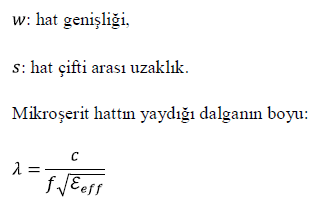 w: hat genişliği,
s: hat çifti arası uzaklık.
Mikroşerit hattın yaydığı dalganın boyu:
λ = c / (f√ε_eff)